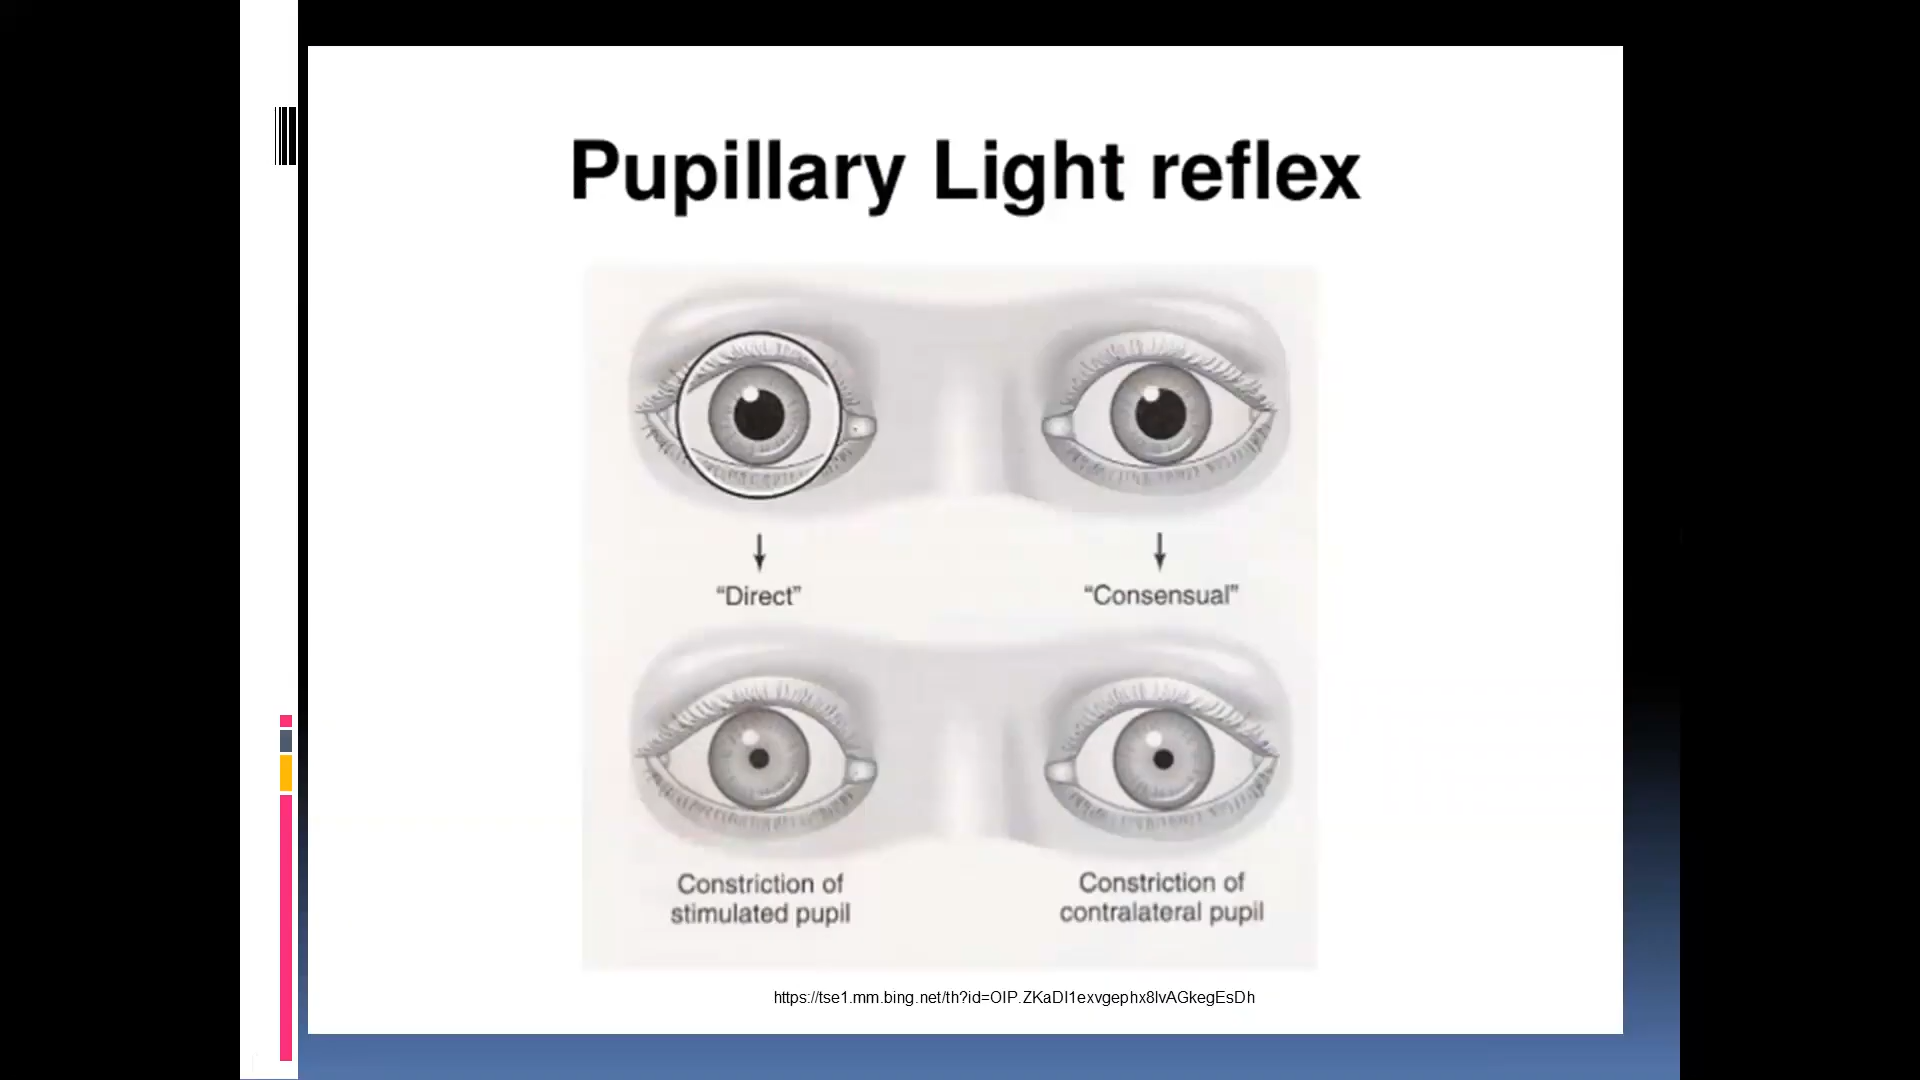 Pupillary Light reflex
“Direct”
“Consensual”
Constriction of
stimulated pupil
Constriction of
contralateral pupil
https://tse1.mm.bing.net/th?id=OIP.ZKaDI1exvgephx8lvAGkegEsDh